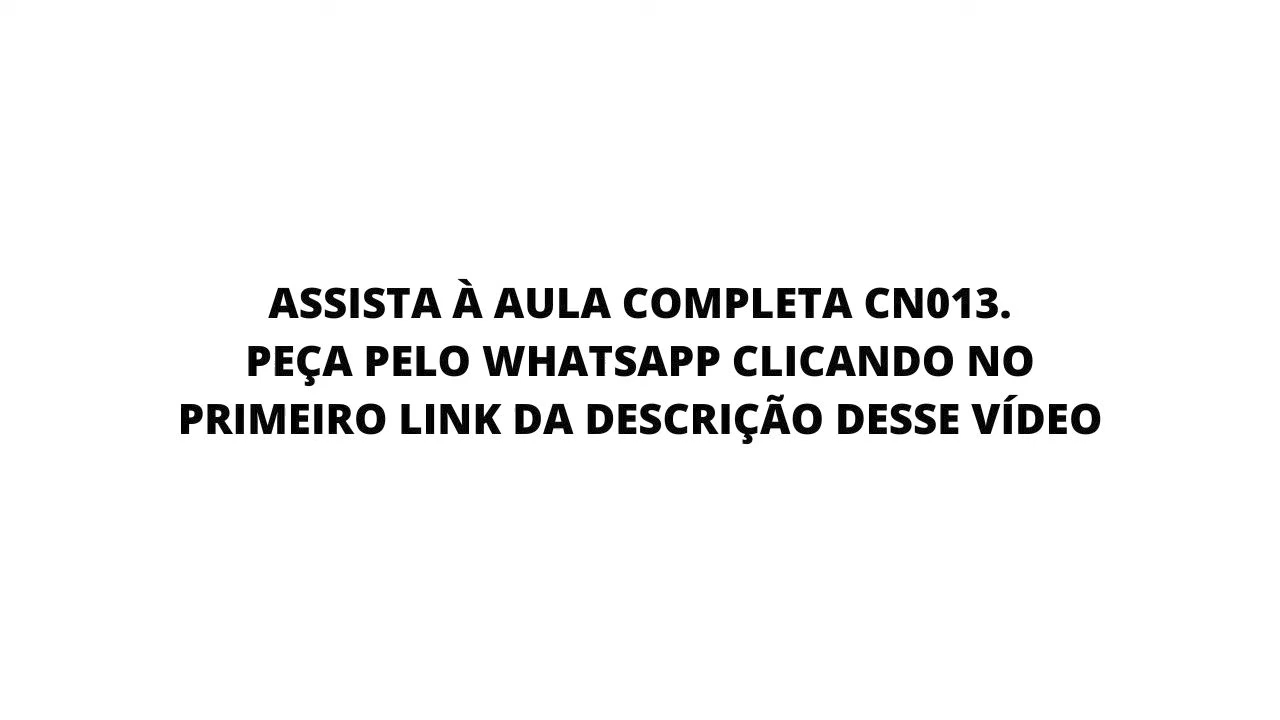 ASSISTA À AULA COMPLETA CN013.
PEÇA PELO WHATSAPP CLICANDO NO
PRIMEIRO LINK DA DESCRIÇÃO DESSE VÍDEO